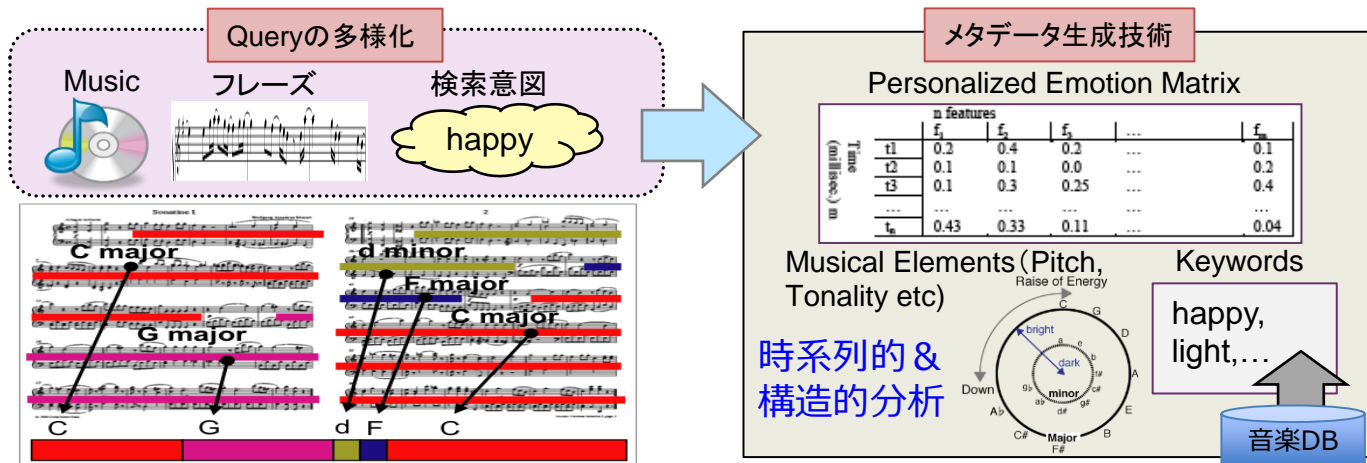 Queryの多様化
Music
フレーズ
検索意図
happy
Sonatine I
2
C major
G major
d minor
F major
C major
C G d F C
メタデータ生成技術
Personalized Emotion Matrix
n features
Time
(millisec.) m
f1 f2 f3 … fm
t1 0.2 0.4 0.2 … 0.1
t2 0.1 0.1 0.0 0.2
t3 0.1 0.3 0.25 … 0.4
… … … … …
tn 0.43 0.33 0.11 … 0.04
Musical Elements（Pitch,
Tonality etc)
Raise of Energy
Down
C
G
D
A
E
B
F#
C#
A♭
bright
dark
a
e
b
f#
c#
g#
d#
a♭
g♭
minor
Major
時系列的＆
構造的分析
Keywords
happy,
light,…
音楽DB